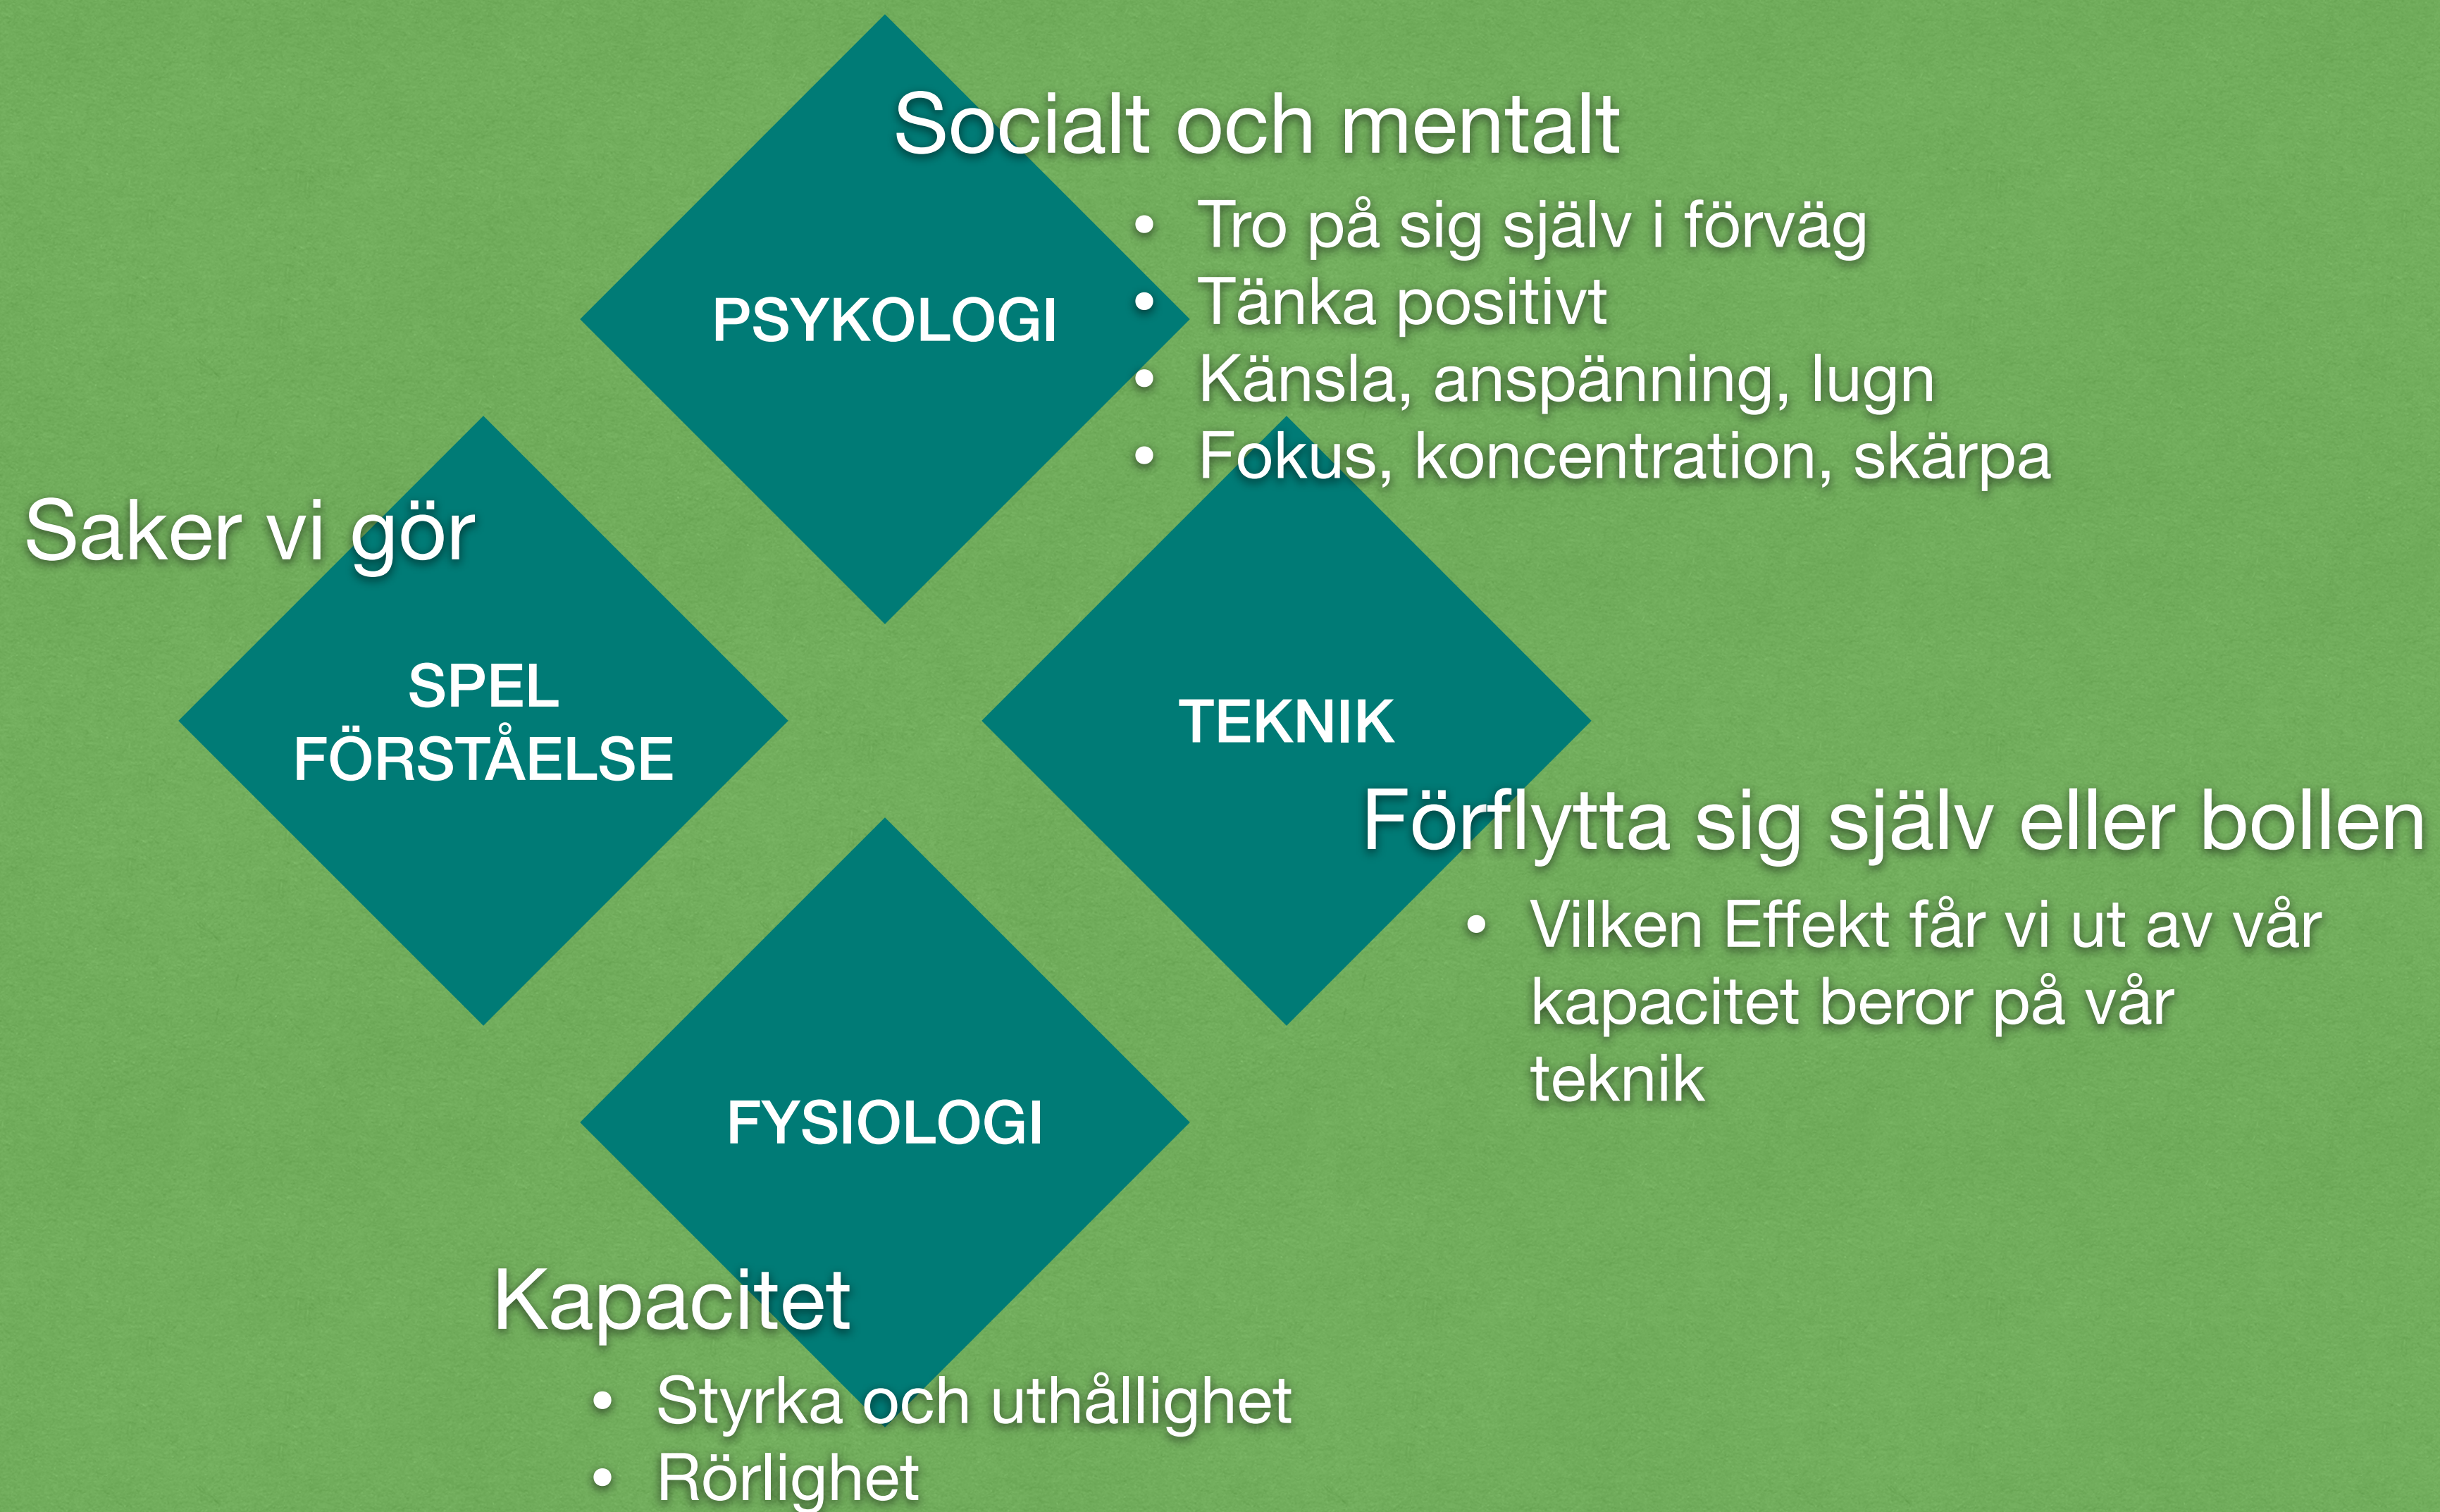 Socialt och mentalt
• Tro på sig själv i förväg
PSYKOLOGI
• Tänka positivt
• Känsla, anspänning, lugn
• Fokus, koncentration, skärpa
Saker vi gör
SPEL
FÖRSTÅELSE
TEKNIK
Förflytta sig själv eller bollen
• Vilken Effekt får vi ut av vår
kapacitet beror på vår
teknik
FYSIOLOGI
Kapacitet
• Styrka och uthållighet
• Rörlighet